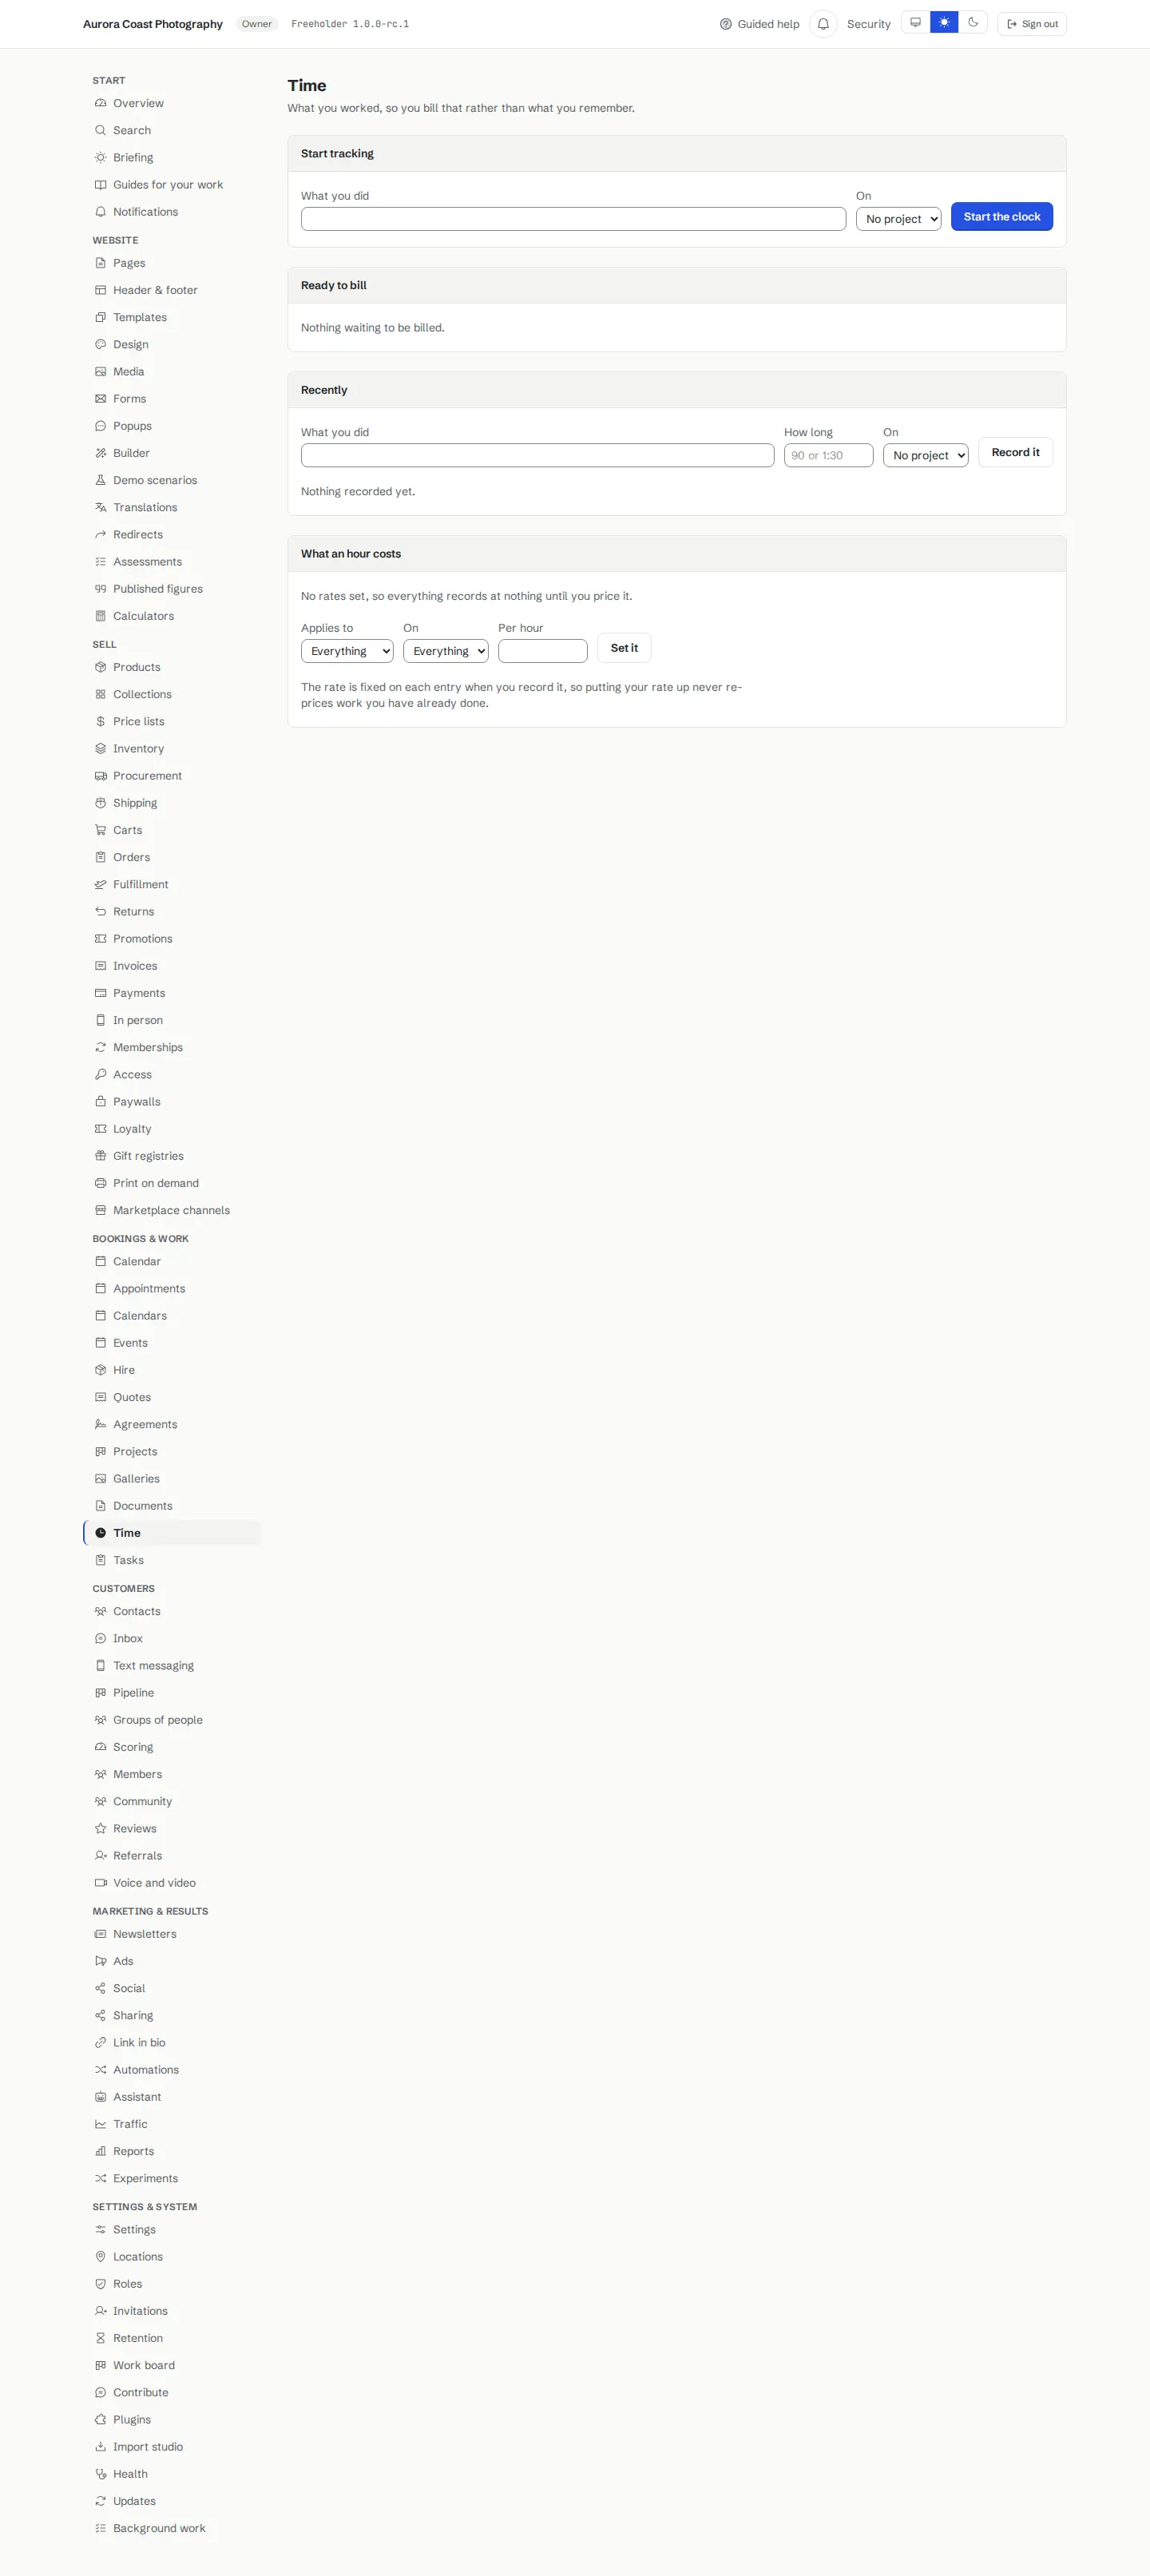 Aurora Coast Photography Owner Freeholder 1.0.0-rc.1 Guided help Security Sign out
START
Overview
Search
Briefing
Guides for your work
Notifications
WEBSITE
Pages
Header & footer
Templates
Design
Media
Forms
Popups
Builder
Demo scenarios
Translations
Redirects
Assessments
Published figures
Calculators
SELL
Products
Collections
Price lists
Inventory
Procurement
Shipping
Carts
Orders
Fulfillment
Returns
Promotions
Invoices
Payments
In person
Memberships
Access
Paywalls
Loyalty
Gift registries
Print on demand
Marketplace channels
BOOKINGS & WORK
Calendar
Appointments
Calendars
Events
Hire
Quotes
Agreements
Projects
Galleries
Documents
Time
Tasks
CUSTOMERS
Contacts
Inbox
Text messaging
Pipeline
Groups of people
Scoring
Members
Community
Reviews
Referrals
Voice and video
MARKETING & RESULTS
Newsletters
Ads
Social
Sharing
Link in bio
Automations
Assistant
Traffic
Reports
Experiments
SETTINGS & SYSTEM
Settings
Locations
Roles
Invitations
Retention
Work board
Contribute
Plugins
Import studio
Health
Updates
Background work
Time
What you worked, so you bill that rather than what you remember.
Start tracking
What you did On
No project Start the clock
Ready to bill
Nothing waiting to be billed.
Recently
What you did How long On
90 or 1:30 No project Record it
Nothing recorded yet.
What an hour costs
No rates set, so everything records at nothing until you price it.
Applies to On Per hour
Everything Everything Set it
The rate is fixed on each entry when you record it, so putting your rate up never re-
prices work you have already done.